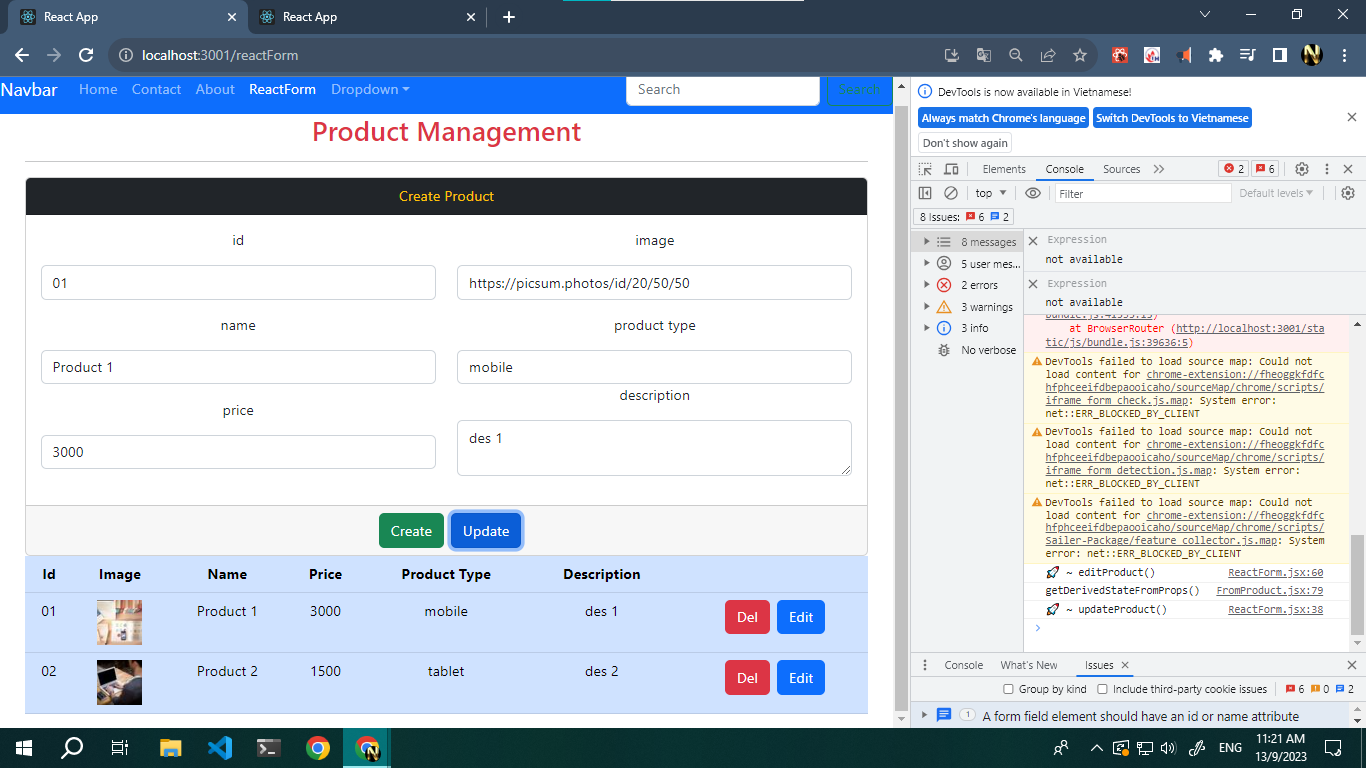 React App
React App
localhost:3001/reactForm
Navbar Home Contact About ReactForm Dropdown Search Search
Product Management
Create Product
id image
01 https://picsum.photos/id/20/50/50
name product type
Product 1 mobile
price description
3000 des 1
Create Update
Id Image Name Price Product Type Description
01 Product 1 3000 mobile des 1 Del Edit
02 Product 2 1500 tablet des 2 Del Edit
DevTools is now available in Vietnamese!
Always match Chrome's language Switch DevTools to Vietnamese
Don't show again
Elements Console Sources 2 6
top Filter Default levels
8 Issues: 6 2
8 messages
5 user mes...
2 errors
3 warnings
3 info
No verbose
Expression
not available
Expression
not available
bundle.js:41555:15)
at BrowserRouter (http://localhost:3001/sta
tic/js/bundle.js:39636:5)
DevTools failed to load source map: Could not
load content for chrome-extension://fheoggkfdfc
hfphceeifdbepaooicaho/sourceMap/chrome/scripts/
iframe_form_check.js.map: System error:
net::ERR_BLOCKED_BY_CLIENT
DevTools failed to load source map: Could not
load content for chrome-extension://fheoggkfdfc
hfphceeifdbepaooicaho/sourceMap/chrome/scripts/
iframe_form_detection.js.map: System error:
net::ERR_BLOCKED_BY_CLIENT
DevTools failed to load source map: Could not
load content for chrome-extension://fheoggkfdfc
hfphceeifdbepaooicaho/sourceMap/chrome/scripts/
Sailer-Package/feature_collector.js.map: System
error: net::ERR_BLOCKED_BY_CLIENT
🚀 ~ editProduct() ReactForm.jsx:60
getDerivedStateFromProps() FromProduct.jsx:79
🚀 ~ updateProduct() ReactForm.jsx:38
Console What's New Issues
Group by kind Include third-party cookie issues 6 0 2
1 A form field element should have an id or name attribute
ENG
11:21 AM
13/9/2023